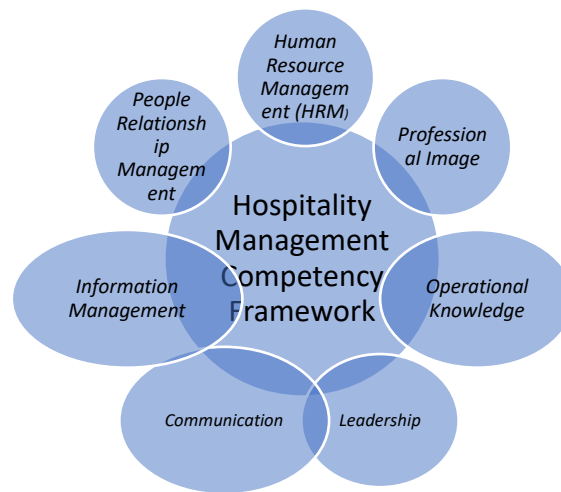 Human
Resource
Managem
ent (HRM)
People
Relationsh
ip
Managem
ent
Profession
al Image
Hospitality
Management
Competency
Framework
Information
Management
Operational
Knowledge
Communication
Leadership